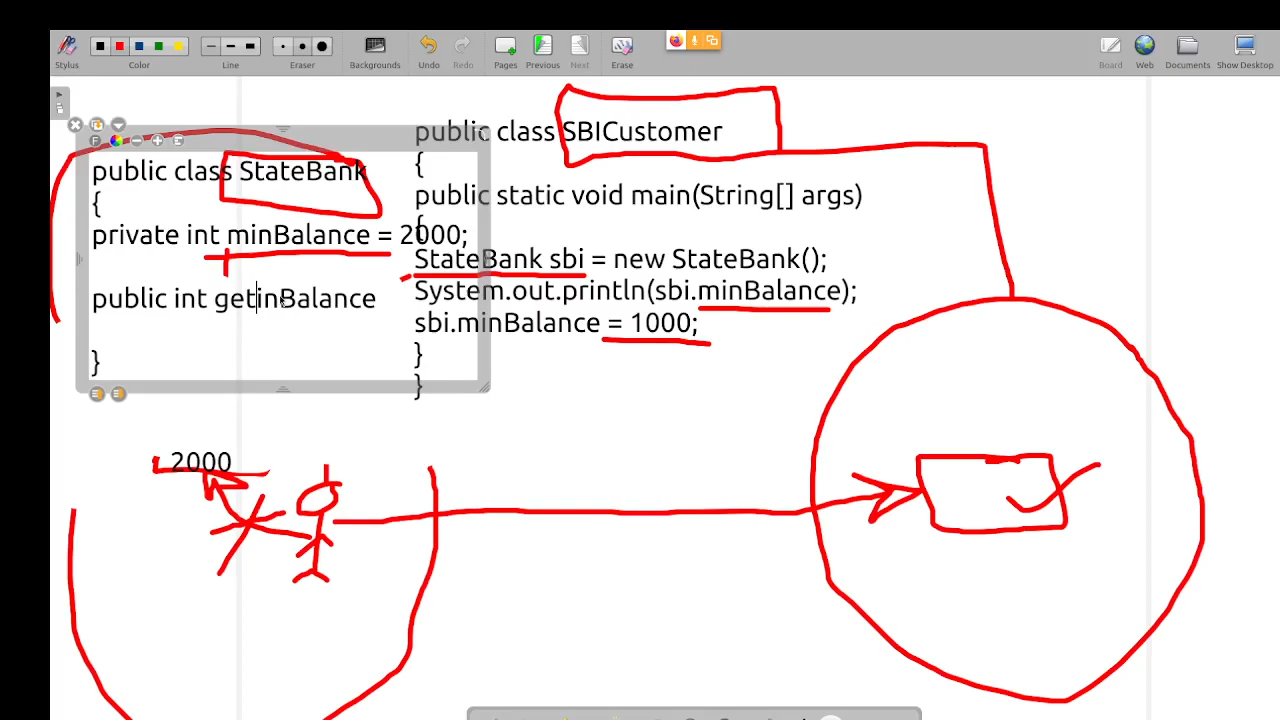 Stylus
Color
Line
Eraser
Backgrounds
Undo
Redo
Pages
Previous
Next
Erase
Board
Web
Documents
Show Desktop
F
public class StateBank
{
private int minBalance = 2000;
public int getinBalance
}
public class SBICustomer
{
public static void main(String[] args)
{
StateBank sbi = new StateBank();
System.out.println(sbi.minBalance);
sbi.minBalance = 1000;
}
}
2000